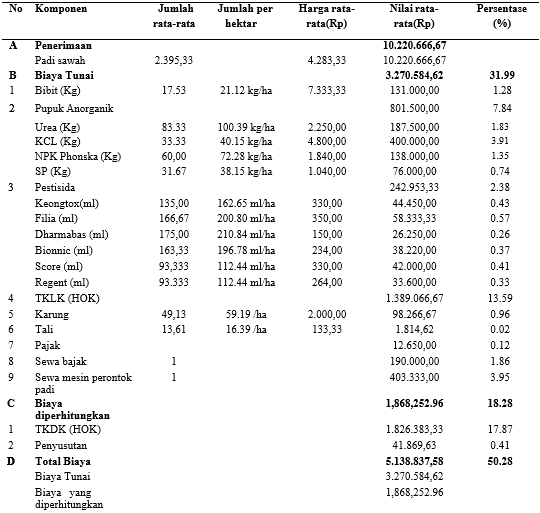 No Komponen Jumlah rata-rata Jumlah per hektar Harga rata-rata(Rp) Nilai rata-rata(Rp) Persentase (%)
A Penerimaan 10.220.666,67
Padi sawah 2.395,33 4.283,33 10.220.666,67
B Biaya Tunai 3.270.584,62 31.99
1 Bibit (Kg) 17.53 21.12 kg/ha 7.333,33 131.000,00 1.28
2 Pupuk Anorganik 801.500,00 7.84
Urea (Kg) 83.33 100.39 kg/ha 2.250,00 187.500,00 1.83
KCL (Kg) 33.33 40.15 kg/ha 4.800,00 400.000,00 3.91
NPK Phonska (Kg) 60,00 72.28 kg/ha 1.840,00 138.000,00 1.35
SP (Kg) 31.67 38.15 kg/ha 1.040,00 76.000,00 0.74
3 Pestisida 242.953,33 2.38
Keongtox(ml) 135,00 162.65 ml/ha 330,00 44.450,00 0.43
Filia (ml) 166,67 200.80 ml/ha 350,00 58.333,33 0.57
Dharmabas (ml) 175,00 210.84 ml/ha 150,00 26.250,00 0.26
Bionnic (ml) 163,33 196.78 ml/ha 234,00 38.220,00 0.37
Score (ml) 93,333 112.44 ml/ha 330,00 42.000,00 0.41
Regent (ml) 93.333 112.44 ml/ha 264,00 33.600,00 0.33
4 TKLK (HOK) 1.389.066,67 13.59
5 Karung 49,13 59.19 /ha 2.000,00 98.266,67 0.96
6 Tali 13,61 16.39 /ha 133,33 1.814,62 0.02
7 Pajak 12.650,00 0.12
8 Sewa bajak 1 190.000,00 1.86
9 Sewa mesin perontok padi 1 403.333,00 3.95
C Biaya diperhitungkan 1,868,252.96 18.28
1 TKDK (HOK) 1.826.383,33 17.87
2 Penyusutan 41.869,63 0.41
D Total Biaya 5.138.837,58 50.28
Biaya Tunai 3.270.584,62
Biaya yang diperhitungkan 1,868,252.96